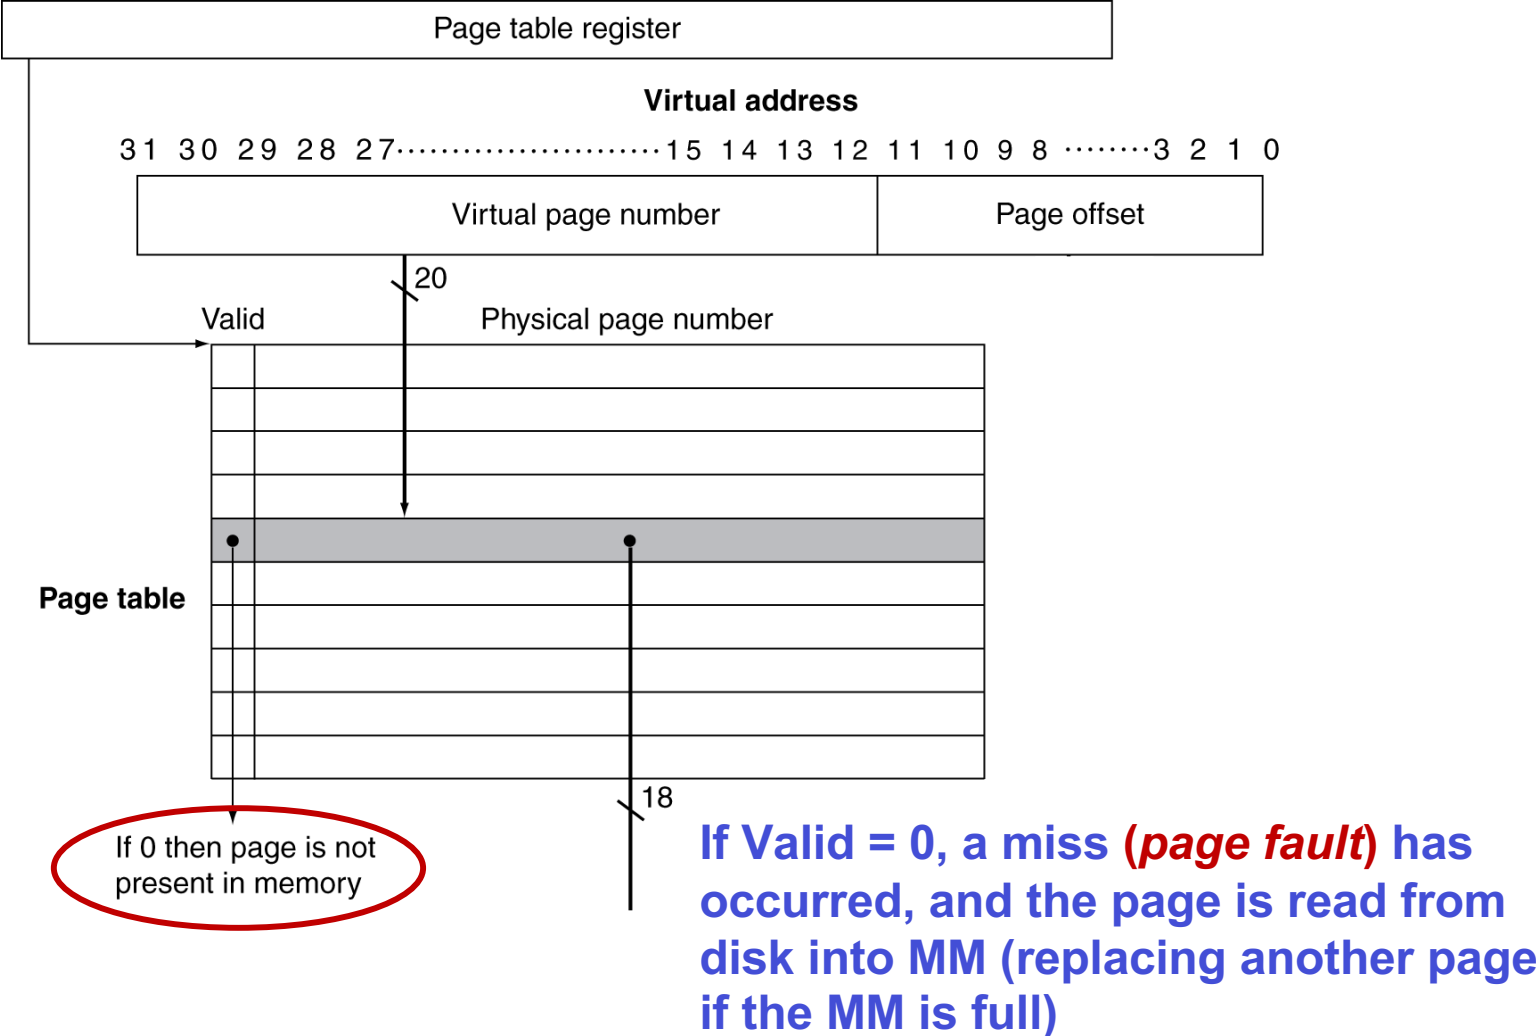 Page table register
Virtual address
31 30 29 28 27························15 14 13 12 11 10 9 8 ········3 2 1 0
Virtual page number Page offset
20
Valid Physical page number
Page table
18
If 0 then page is not
present in memory
If Valid = 0, a miss (page fault) has
occurred, and the page is read from
disk into MM (replacing another page
if the MM is full)